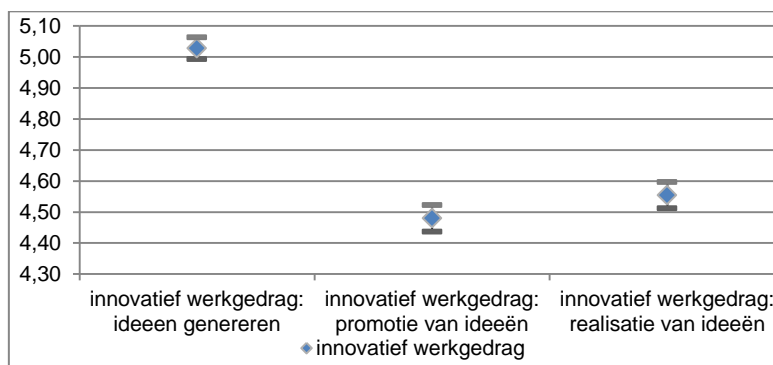 5,10
5,00
4,90
4,80
4,70
4,60
4,50
4,40
4,30
innovatief werkgedrag:
ideeen genereren
innovatief werkgedrag:
promotie van ideeën
innovatief werkgedrag:
realisatie van ideeën
innovatief werkgedrag